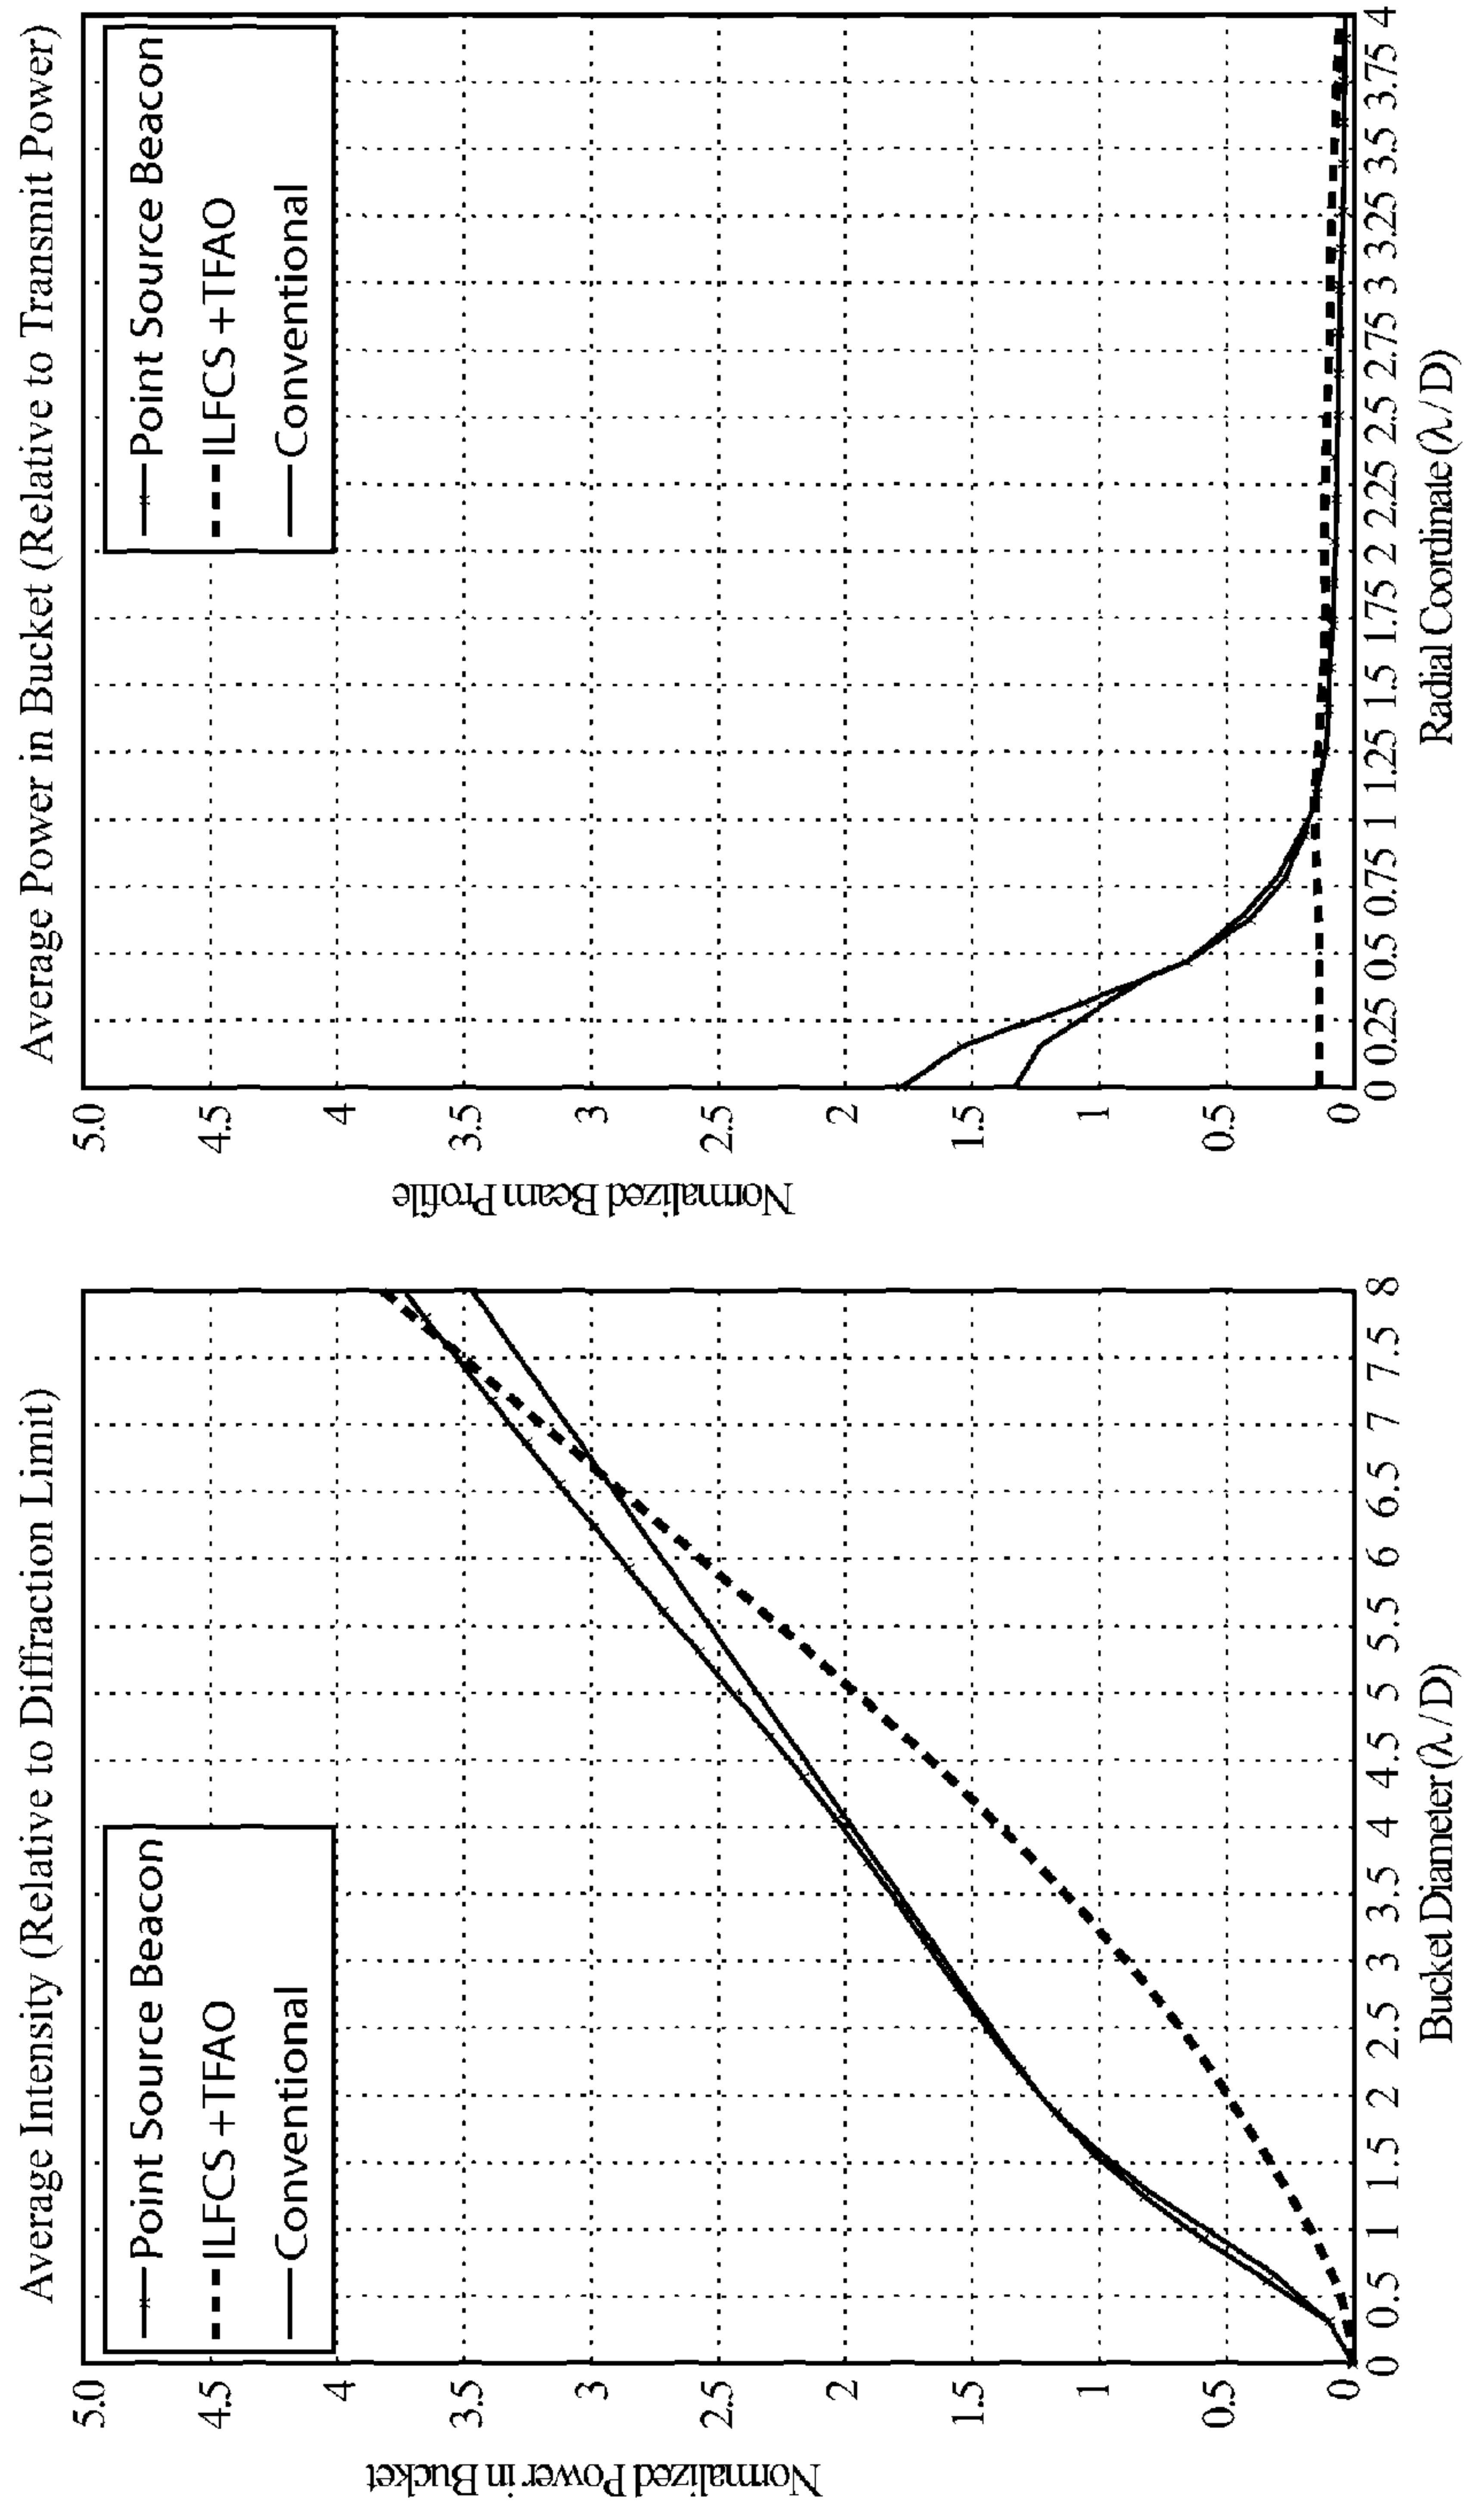 Average Intensity (Relative to Diffraction Limit)
Normalized Power in Bucket
5.0
4.5
4
3.5
3
2.5
2
1.5
1
0.5
0
Point Source Beacon
ILFCS +TFAO
Conventional
0 0.5 1 1.5 2 2.5 3 3.5 4 4.5 5 5.5 6 6.5 7 7.5 8
Bucket Diameter (λ/D)
Average Power in Bucket (Relative to Transmit Power)
Normalized Beam Profile
5.0
4.5
4
3.5
3
2.5
2
1.5
1
0.5
0
Point Source Beacon
ILFCS +TFAO
Conventional
0 0.25 0.5 0.75 1 1.25 1.5 1.75 2 2.25 2.5 2.75 3 3.25 3.5 3.75 4
Radial Coordinate (λ/D)